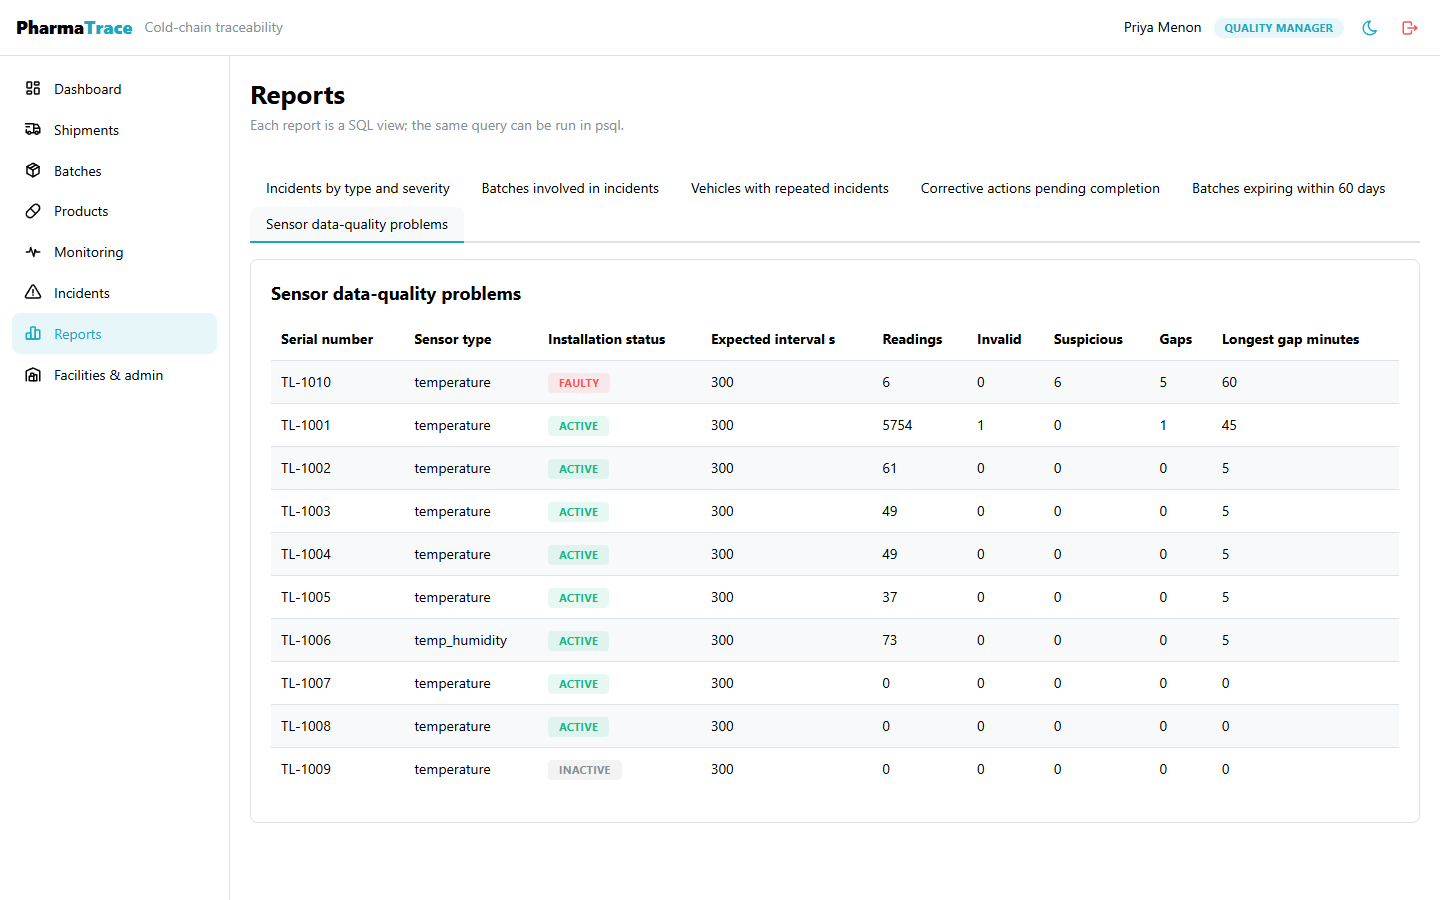 PharmaTrace Cold-chain traceability Priya Menon QUALITY MANAGER
Dashboard
Shipments
Batches
Products
Monitoring
Incidents
Reports
Facilities & admin
Reports
Each report is a SQL view; the same query can be run in psql.
Incidents by type and severity Batches involved in incidents Vehicles with repeated incidents Corrective actions pending completion Batches expiring within 60 days
Sensor data-quality problems
Sensor data-quality problems
Serial number Sensor type Installation status Expected interval s Readings Invalid Suspicious Gaps Longest gap minutes
TL-1010 temperature FAULTY 300 6 0 6 5 60
TL-1001 temperature ACTIVE 300 5754 1 0 1 45
TL-1002 temperature ACTIVE 300 61 0 0 0 5
TL-1003 temperature ACTIVE 300 49 0 0 0 5
TL-1004 temperature ACTIVE 300 49 0 0 0 5
TL-1005 temperature ACTIVE 300 37 0 0 0 5
TL-1006 temp_humidity ACTIVE 300 73 0 0 0 5
TL-1007 temperature ACTIVE 300 0 0 0 0 0
TL-1008 temperature ACTIVE 300 0 0 0 0 0
TL-1009 temperature INACTIVE 300 0 0 0 0 0